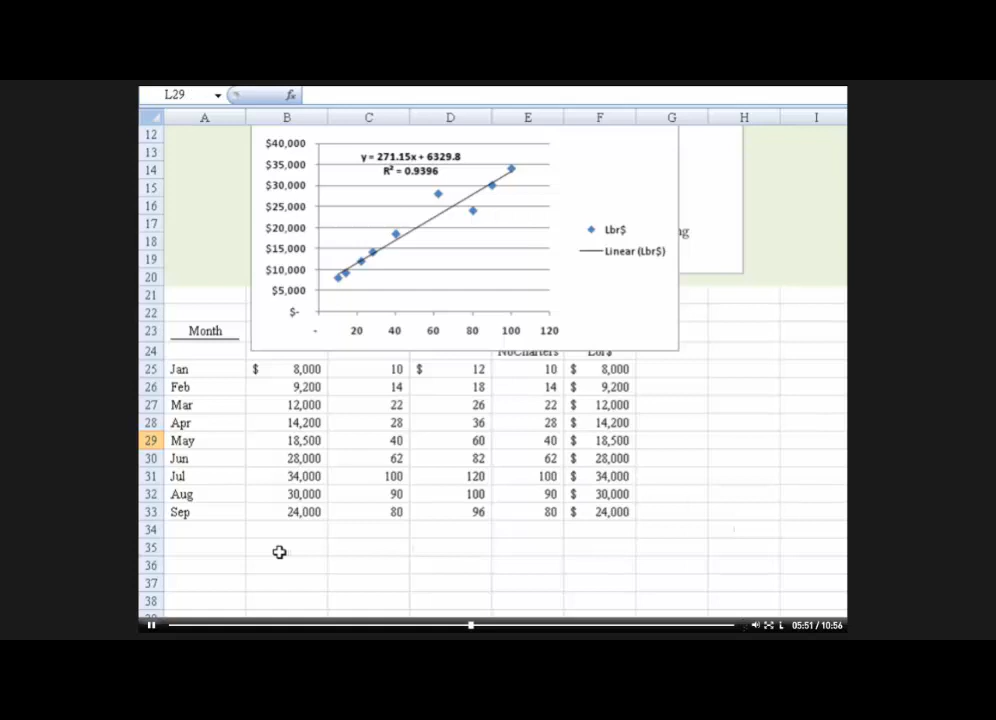 L29 fx
A B C D E F G H I
12
13
14
15
16
17
18
19
20
21
22
23
24
25
26
27
28
29
30
31
32
33
34
35
36
37
38
$40,000
$35,000
$30,000
$25,000
$20,000
$15,000
$10,000
$5,000
$-
y = 271.15x + 6329.8
R² = 0.9396
Lbr$
Linear (Lbr$)
- 20 40 60 80 100 120
Month
Jan $ 8,000 10 $ 12 10 $ 8,000
Feb 9,200 14 18 14 $ 9,200
Mar 12,000 22 26 22 $ 12,000
Apr 14,200 28 36 28 $ 14,200
May 18,500 40 60 40 $ 18,500
Jun 28,000 62 82 62 $ 28,000
Jul 34,000 100 120 100 $ 34,000
Aug 30,000 90 100 90 $ 30,000
Sep 24,000 80 96 80 $ 24,000
05:51 / 10:56